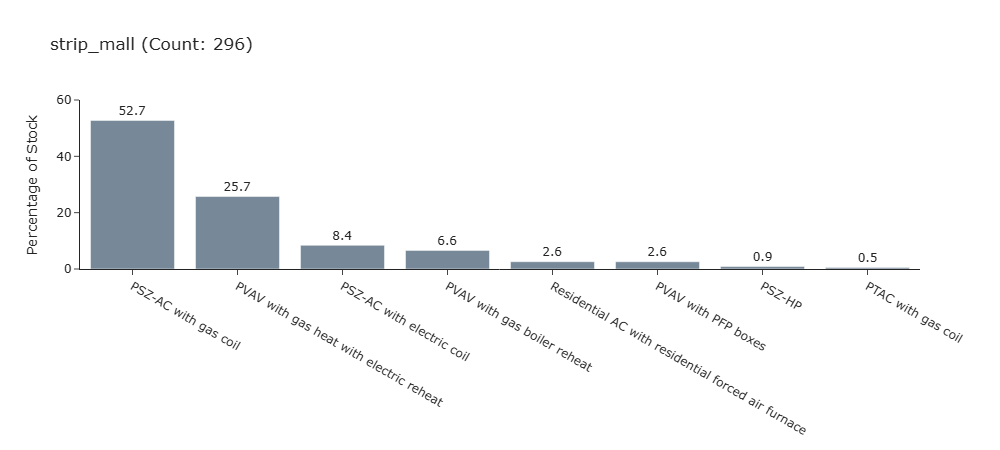 strip_mall (Count: 296)
Percentage of Stock
60
40
20
0
52.7
25.7
8.4
6.6
2.6
2.6
0.9
0.5
PSZ-AC with gas coil
PVAV with gas heat with electric reheat
PSZ-AC with electric coil
PVAV with gas boiler reheat
Residential AC with residential forced air furnace
PVAV with PFP boxes
PSZ-HP
PTAC with gas coil